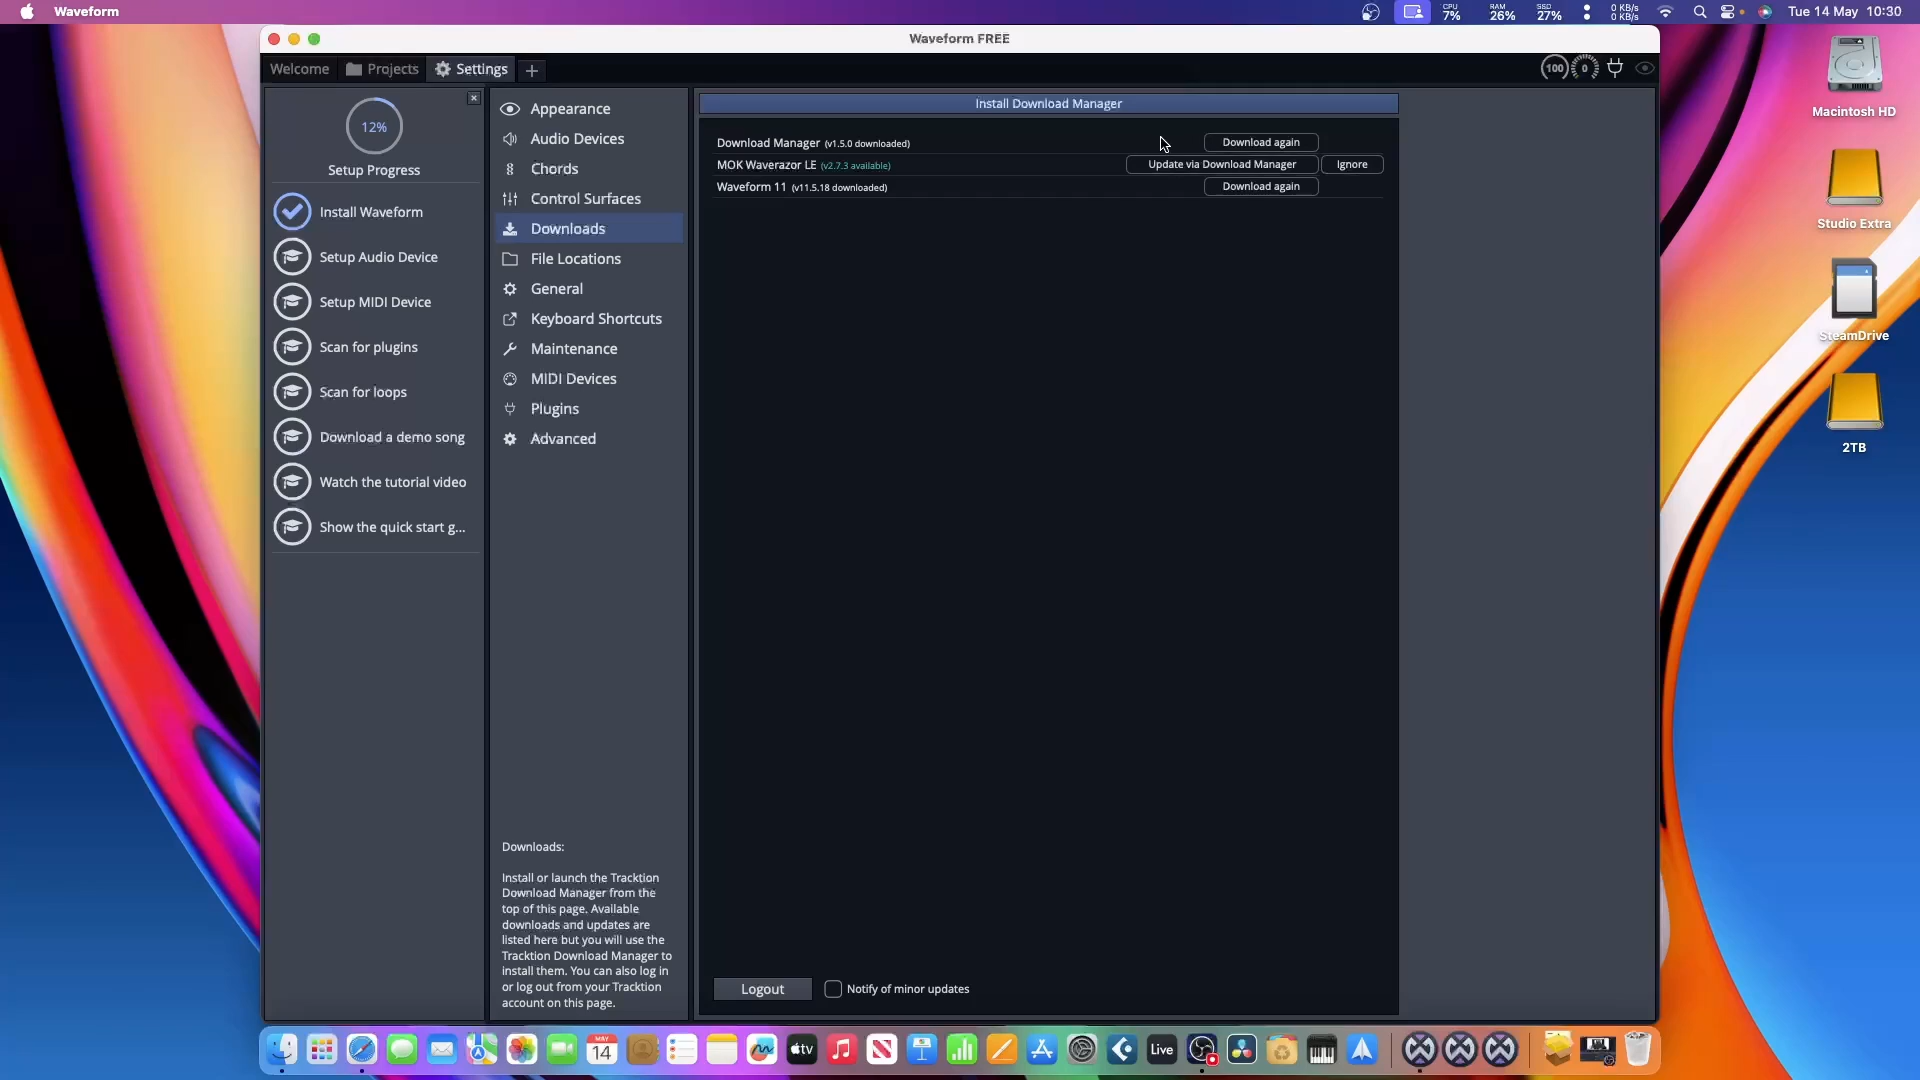 Waveform
CPU
7%
RAM
26%
SSD
27%
0 KB/s
0 KB/s
Tue 14 May 10:30
Waveform FREE
Welcome
Projects
Settings
100
0
12%
Setup Progress
Install Waveform
Setup Audio Device
Setup MIDI Device
Scan for plugins
Scan for loops
Download a demo song
Watch the tutorial video
Show the quick start g...
Appearance
Audio Devices
Chords
Control Surfaces
Downloads
File Locations
General
Keyboard Shortcuts
Maintenance
MIDI Devices
Plugins
Advanced
Downloads:
Install or launch the Tracktion
Download Manager from the
top of this page. Available
downloads and updates are
listed here but you will use the
Tracktion Download Manager to
install them. You can also log in
or log out from your Tracktion
account on this page.
Install Download Manager
Download Manager (v1.5.0 downloaded)
Download again
MOK Waverazor LE (v2.7.3 available)
Update via Download Manager
Ignore
Waveform 11 (v11.5.18 downloaded)
Download again
Logout
Notify of minor updates
Macintosh HD
Studio Extra
SteamDrive
2TB
MAY
14
tv
Live